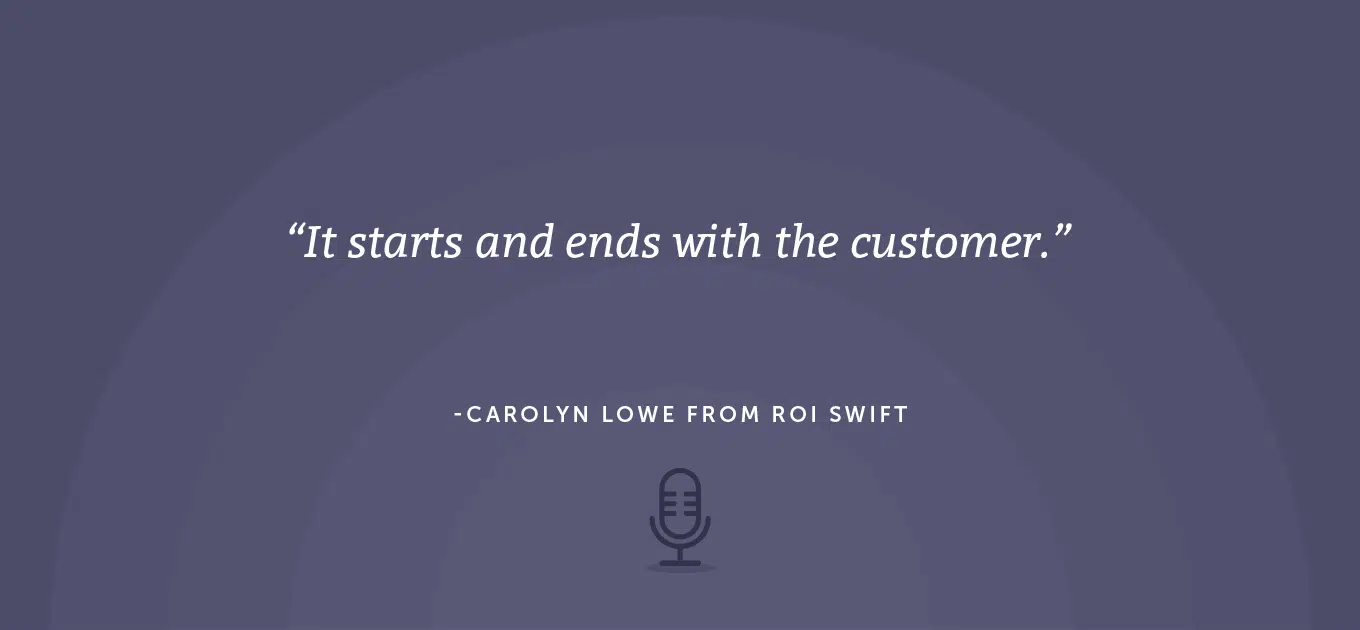 “It starts and ends with the customer.”
-CAROLYN LOWE FROM ROI SWIFT